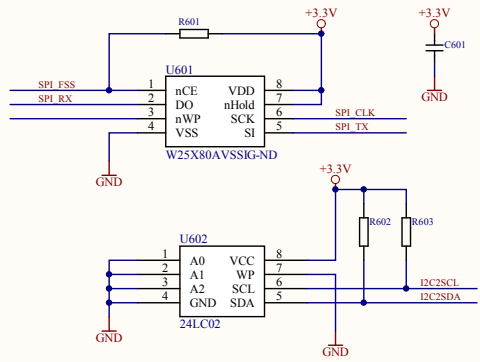 +3.3V
+3.3V
R601
C601
GND
U601
SPI_FSS
SPI_RX
1 nCE VDD 8
2 DO nHold 7
3 nWP SCK 6
4 VSS SI 5
SPI_CLK
SPI_TX
W25X80AVSSIG-ND
GND
+3.3V
R602
R603
U602
1 A0 VCC 8
2 A1 WP 7
3 A2 SCL 6
4 GND SDA 5
I2C2SCL
I2C2SDA
24LC02
GND
GND